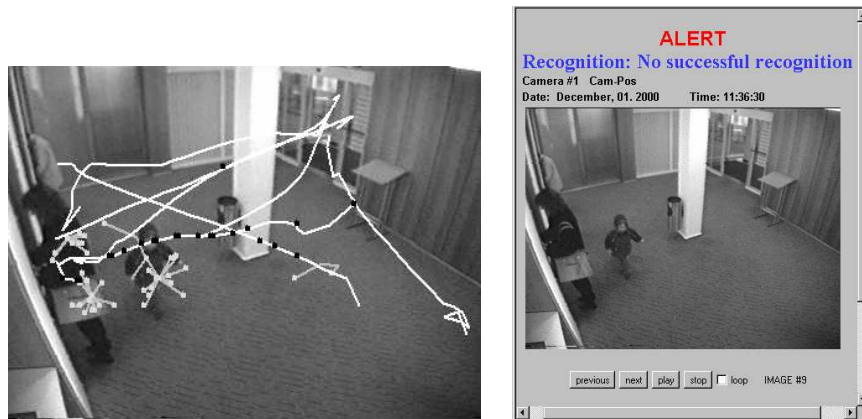 ALERT
Recognition: No successful recognition
Camera #1 Cam-Pos
Date: December, 01. 2000 Time: 11:36:30
previous next play stop loop IMAGE #9